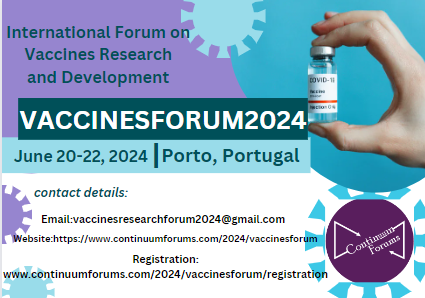 International Forum on
Vaccines Research
and Development
VACCINESFORUM2024
June 20-22, 2024 | Porto, Portugal
contact details:
Email:vaccinesresearchforum2024@gmail.com
Website:https://www.continuumforums.com/2024/vaccinesforum
Registration:
www.continuumforums.com/2024/vaccinesforum/registration
COVID-19
Vaccine
Continuum
Forums